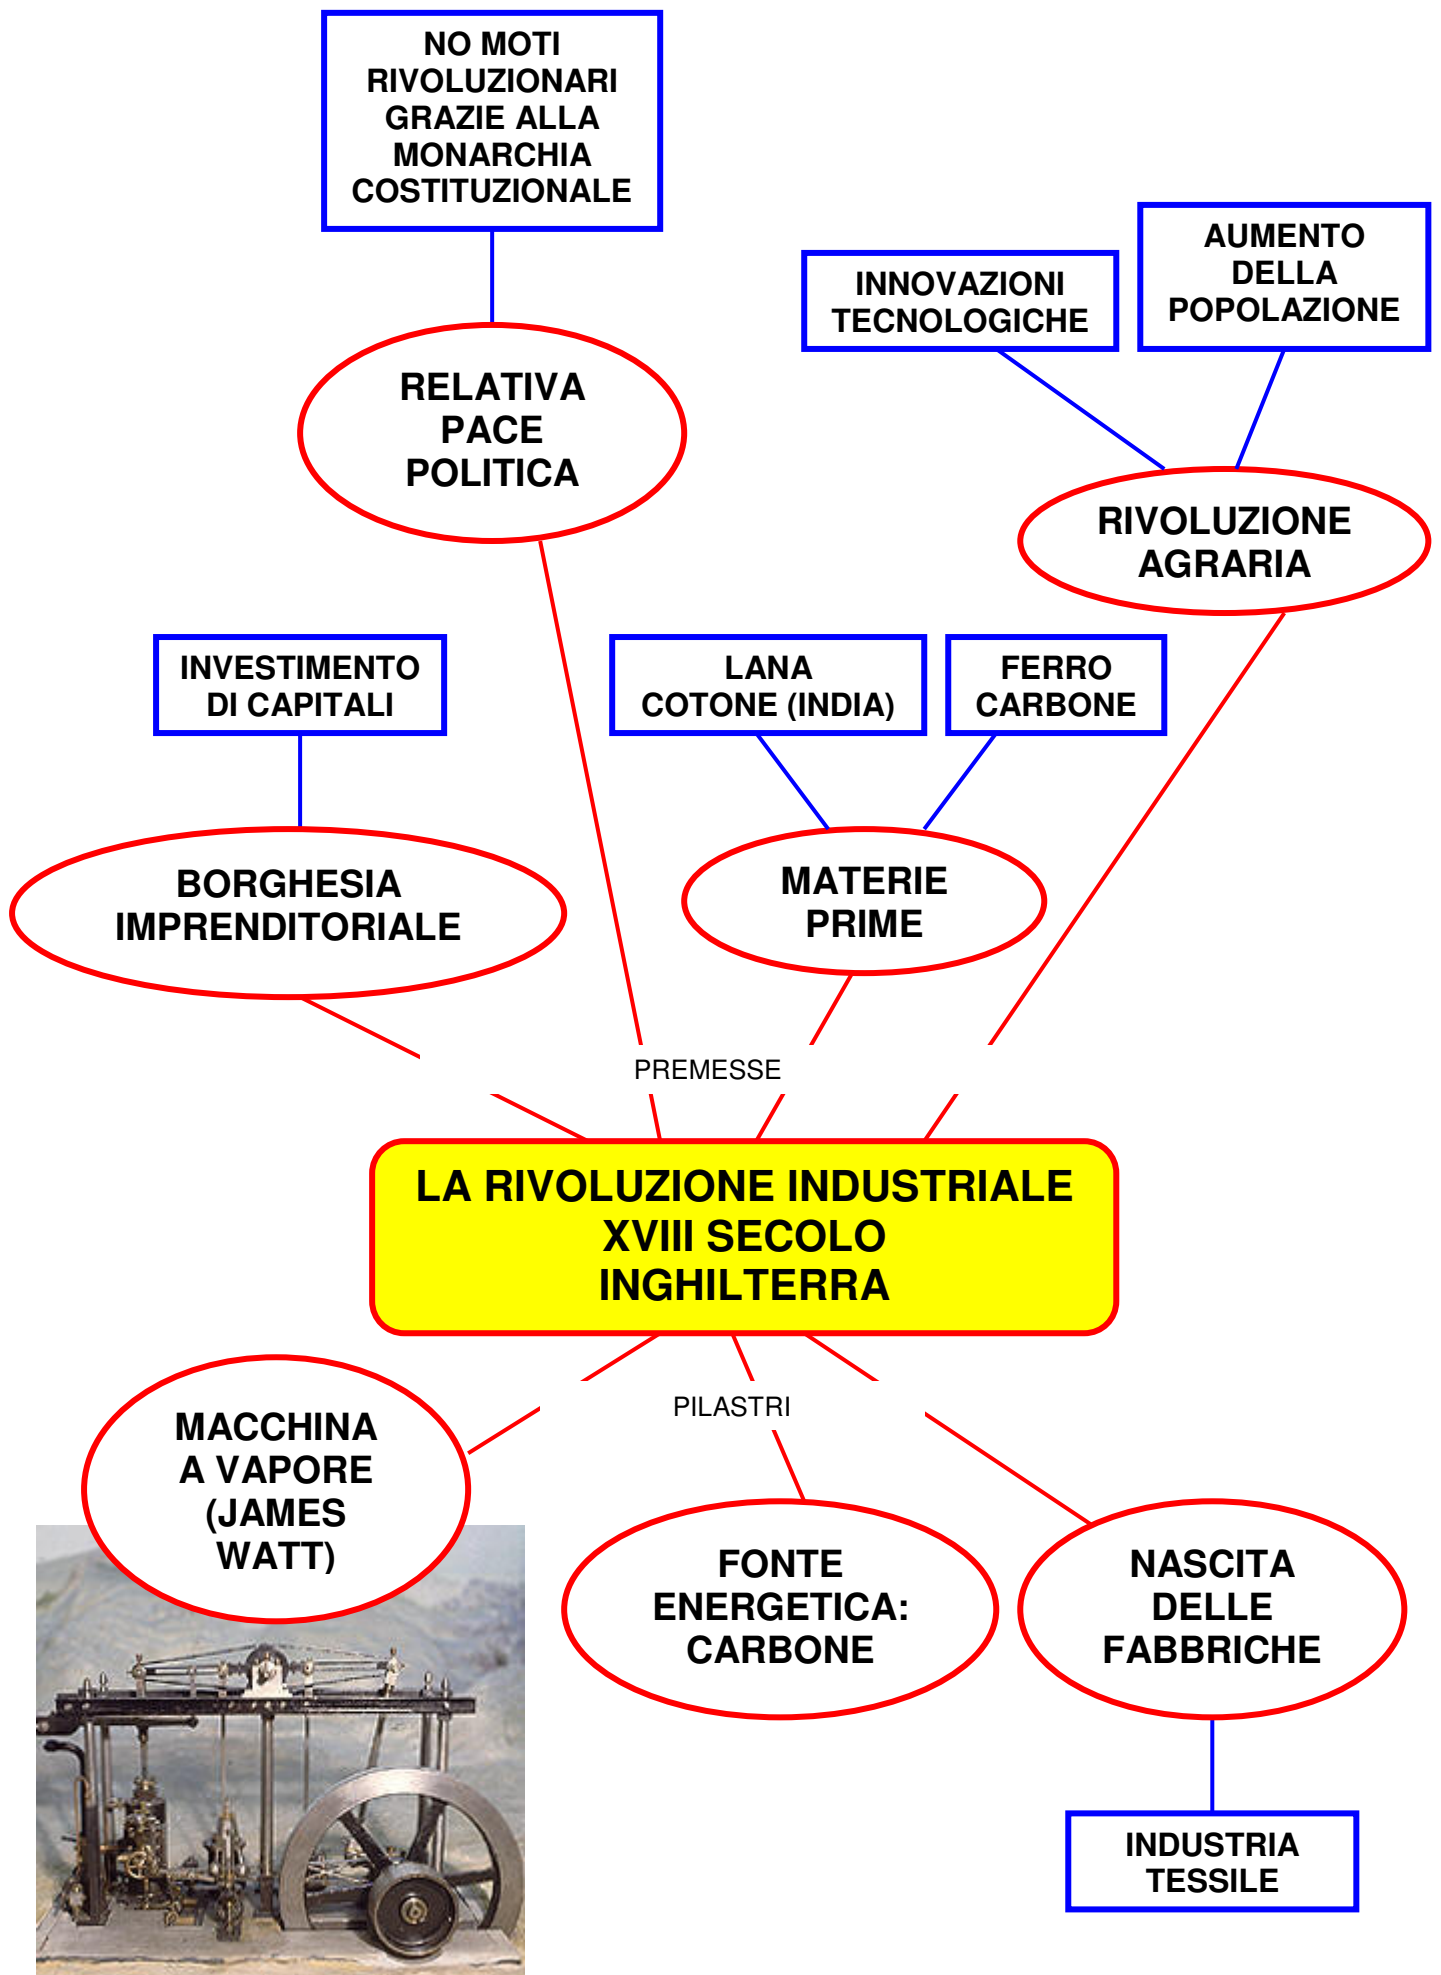 NO MOTI
RIVOLUZIONARI
GRAZIE ALLA
MONARCHIA
COSTITUZIONALE
AUMENTO
DELLA
POPOLAZIONE
INNOVAZIONI
TECNOLOGICHE
RELATIVA
PACE
POLITICA
RIVOLUZIONE
AGRARIA
INVESTIMENTO
DI CAPITALI
LANA
COTONE (INDIA)
FERRO
CARBONE
BORGHESIA
IMPRENDITORIALE
MATERIE
PRIME
PREMESSE
LA RIVOLUZIONE INDUSTRIALE
XVIII SECOLO
INGHILTERRA
PILASTRI
MACCHINA
A VAPORE
(JAMES
WATT)
FONTE
ENERGETICA:
CARBONE
NASCITA
DELLE
FABBRICHE
INDUSTRIA
TESSILE